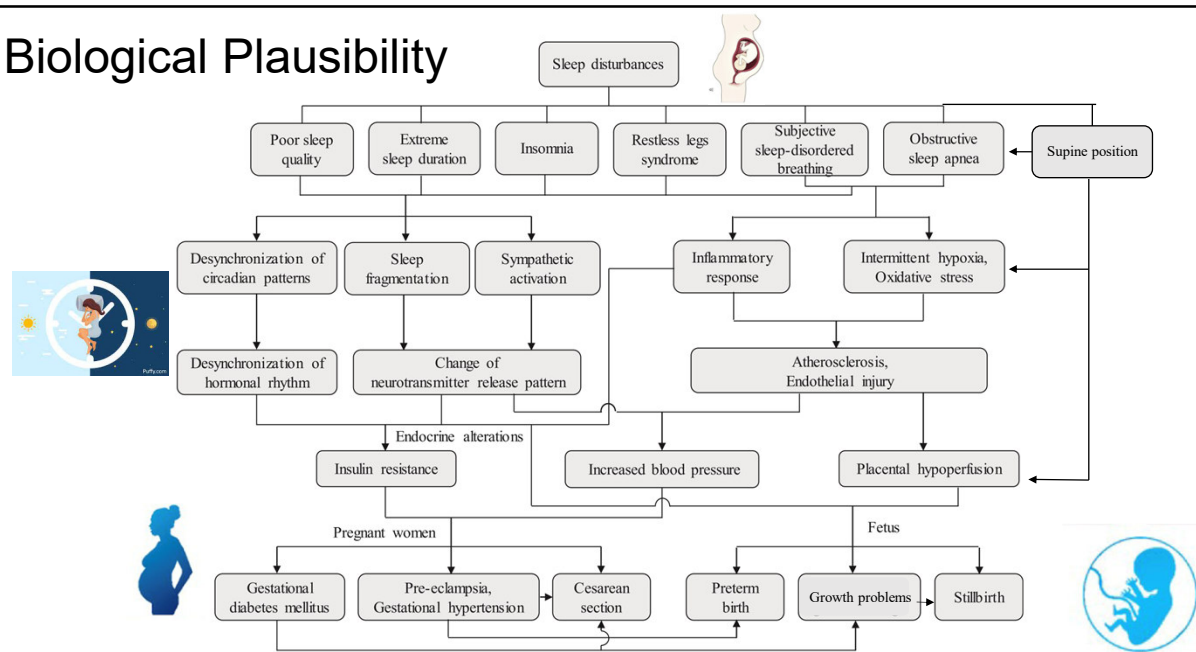 Biological Plausibility
Sleep disturbances
Poor sleep
quality
Extreme
sleep duration
Insomnia
Restless legs
syndrome
Subjective
sleep-disordered
breathing
Obstructive
sleep apnea
Supine position
Desynchronization of
circadian patterns
Sleep
fragmentation
Sympathetic
activation
Inflammatory
response
Intermittent hypoxia,
Oxidative stress
Puffy.com
Desynchronization of
hormonal rhythm
Change of
neurotransmitter release pattern
Atherosclerosis,
Endothelial injury
Endocrine alterations
Insulin resistance
Increased blood pressure
Placental hypoperfusion
Pregnant women
Fetus
Gestational
diabetes mellitus
Pre-eclampsia,
Gestational hypertension
Cesarean
section
Preterm
birth
Growth problems
Stillbirth